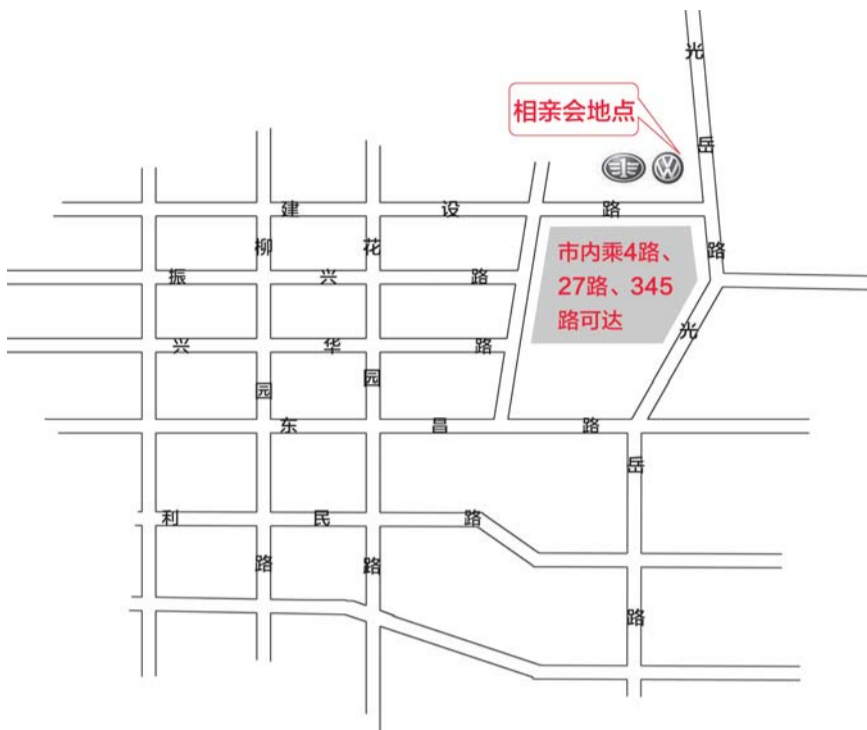 相亲会地点
光岳路
建设路
柳园路
花园路
振兴路
市内乘4路、
27路、345
路可达
兴华路
光岳路
东昌路
利民路